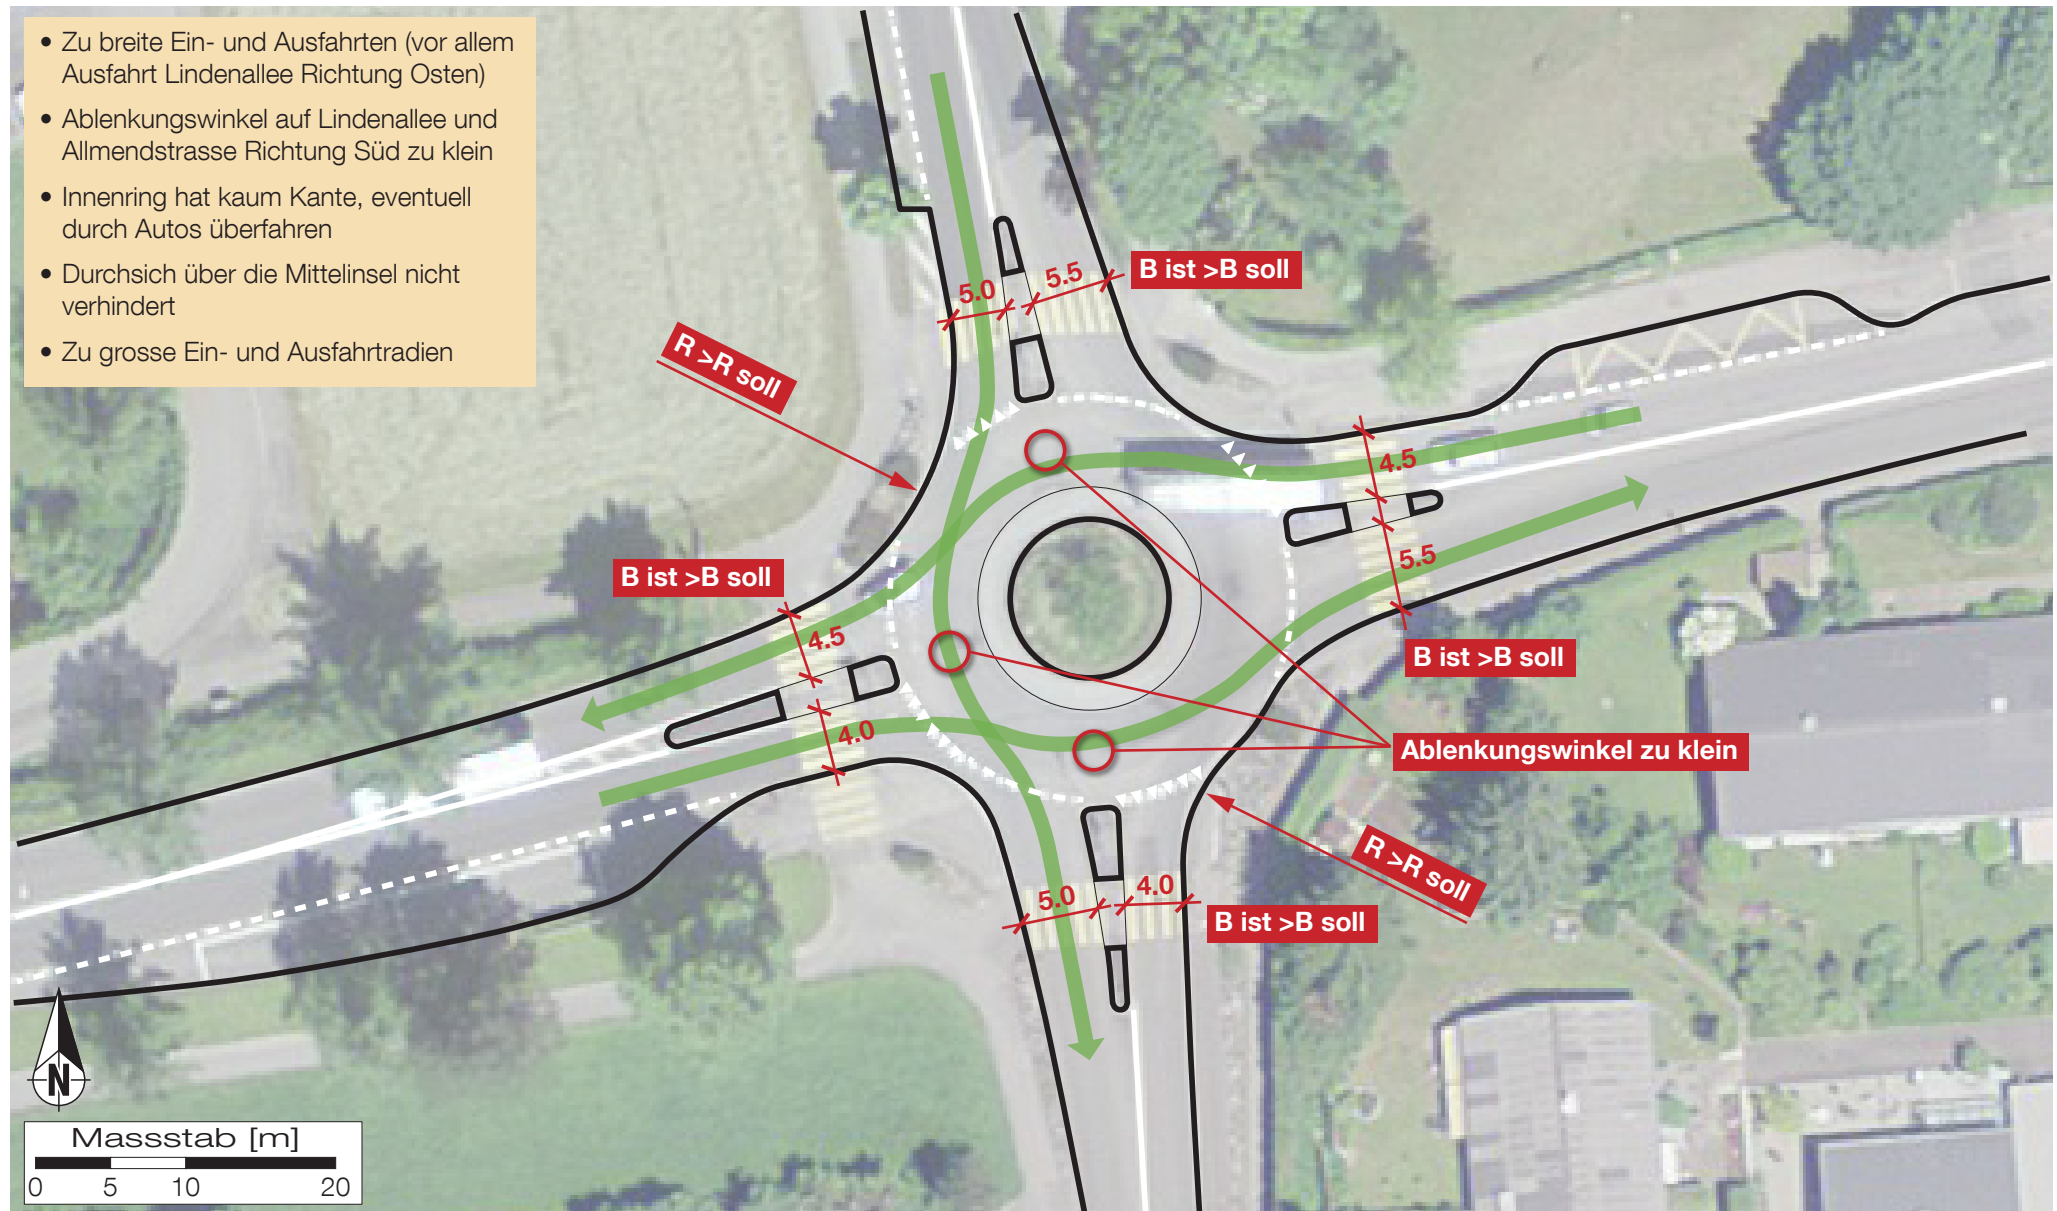 • Zu breite Ein- und Ausfahrten (vor allem
Ausfahrt Lindenallee Richtung Osten)
• Ablenkungswinkel auf Lindenallee und
Allmendstrasse Richtung Süd zu klein
• Innenring hat kaum Kante, eventuell
durch Autos überfahren
• Durchsich über die Mittelinsel nicht
verhindert
• Zu grosse Ein- und Ausfahrtradien
5.0
5.5
B ist >B soll
R >R soll
4.5
5.5
B ist >B soll
B ist >B soll
4.5
4.0
Ablenkungswinkel zu klein
R >R soll
5.0
4.0
B ist >B soll
N
Massstab [m]
0 5 10 20